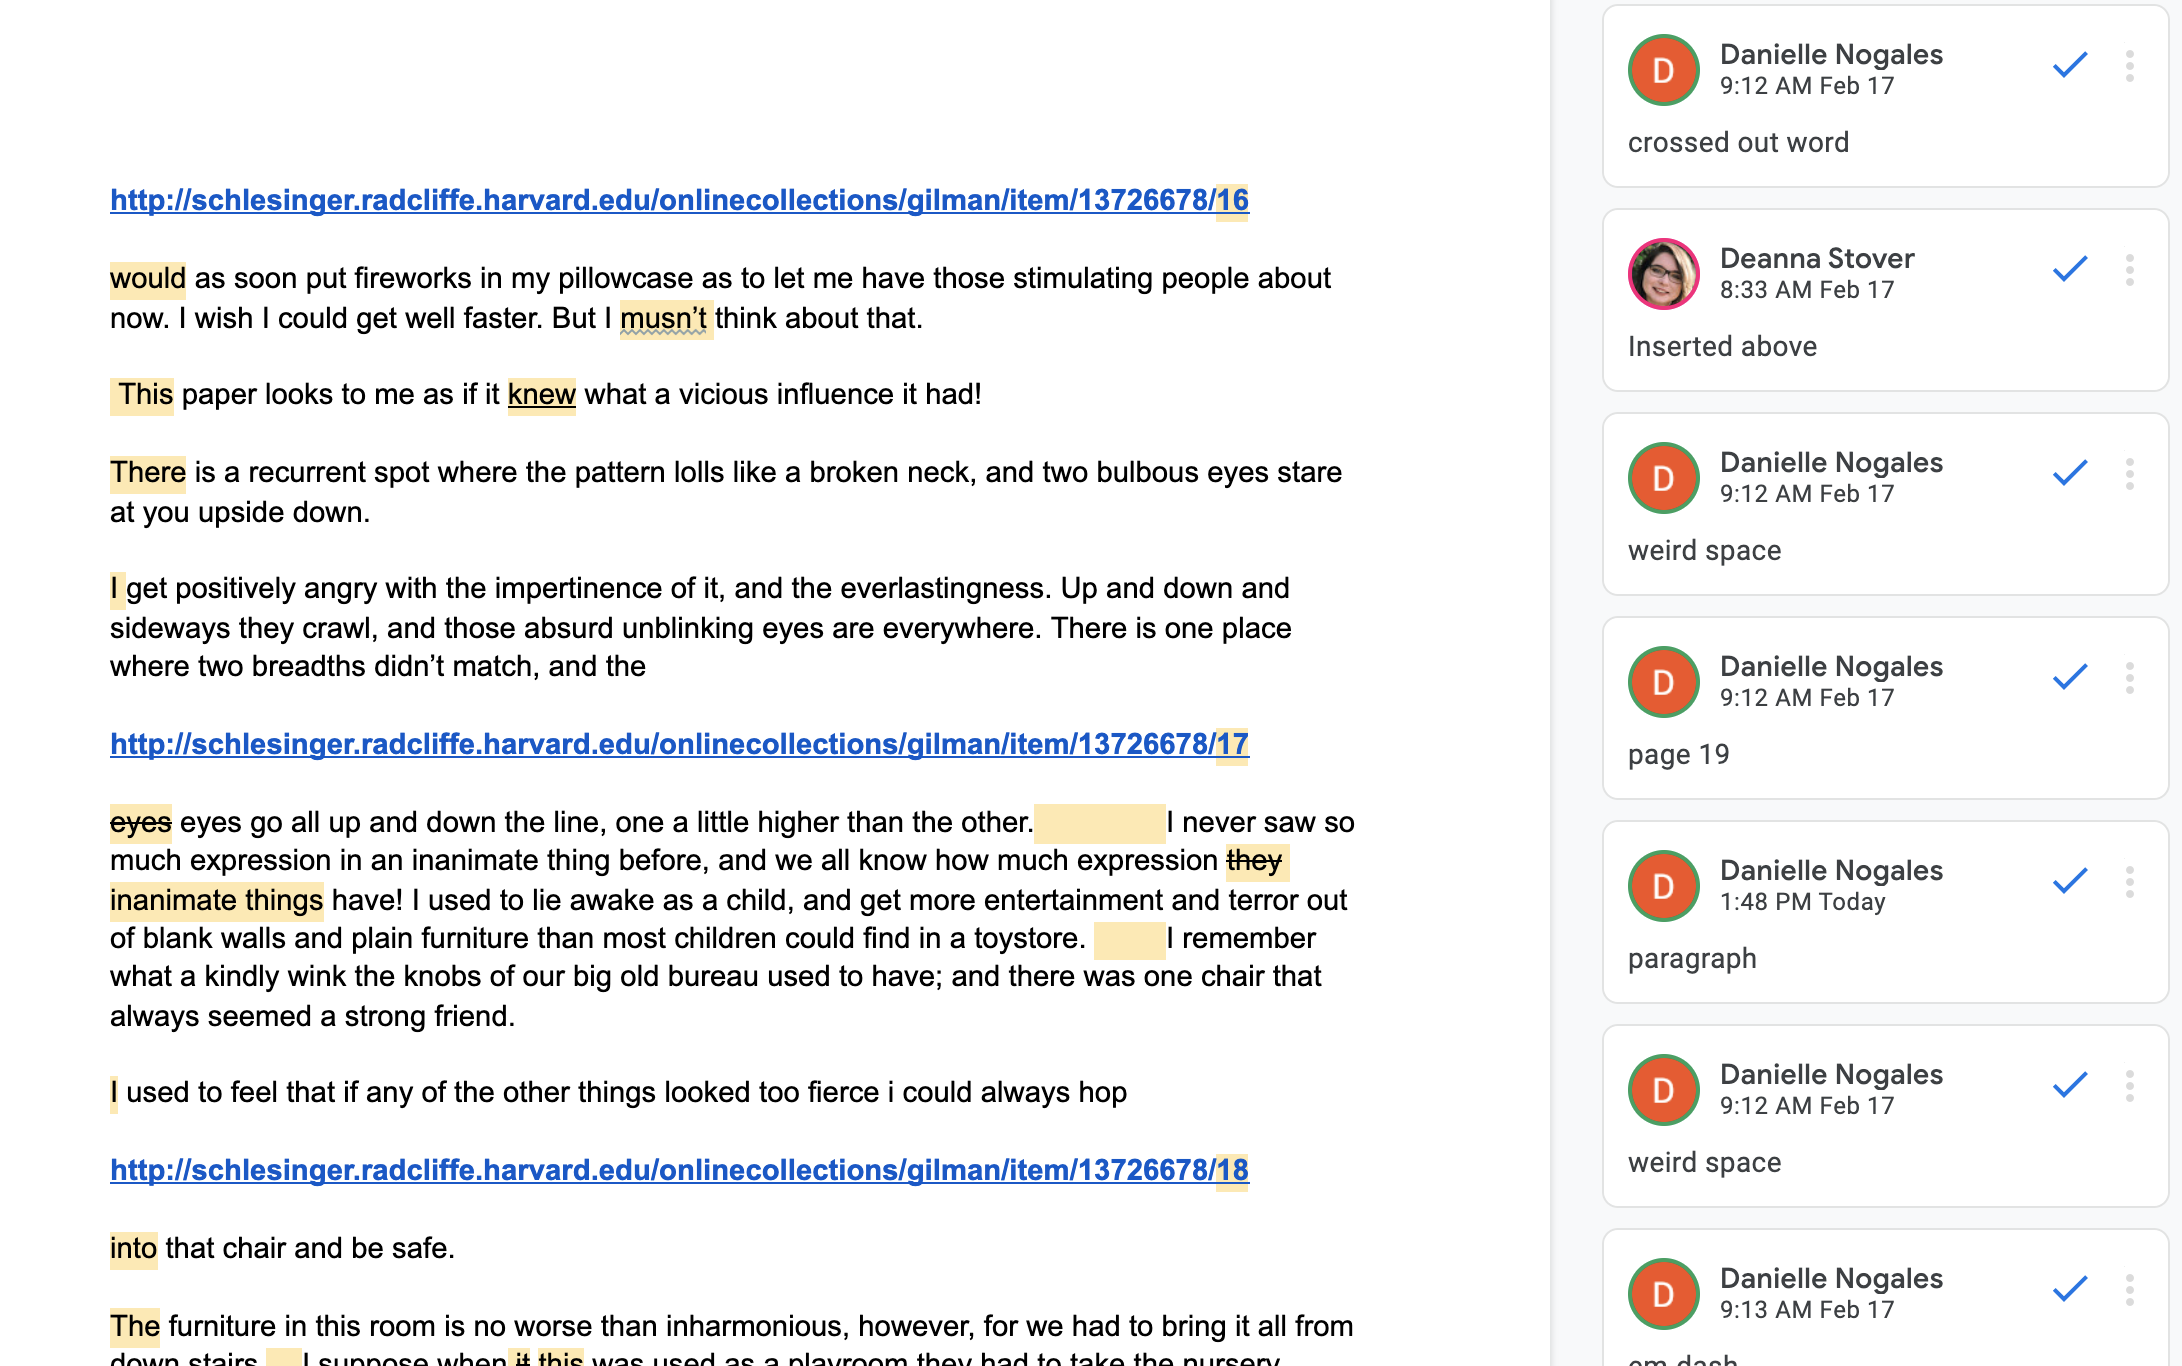 http://schlesinger.radcliffe.harvard.edu/onlinecollections/gilman/item/13726678/16
would as soon put fireworks in my pillowcase as to let me have those stimulating people about
now. I wish I could get well faster. But I musn’t think about that.
This paper looks to me as if it knew what a vicious influence it had!
There is a recurrent spot where the pattern lolls like a broken neck, and two bulbous eyes stare
at you upside down.
I get positively angry with the impertinence of it, and the everlastingness. Up and down and
sideways they crawl, and those absurd unblinking eyes are everywhere. There is one place
where two breadths didn’t match, and the
http://schlesinger.radcliffe.harvard.edu/onlinecollections/gilman/item/13726678/17
eyes eyes go all up and down the line, one a little higher than the other. I never saw so
much expression in an inanimate thing before, and we all know how much expression they
inanimate things have! I used to lie awake as a child, and get more entertainment and terror out
of blank walls and plain furniture than most children could find in a toystore. I remember
what a kindly wink the knobs of our big old bureau used to have; and there was one chair that
always seemed a strong friend.
I used to feel that if any of the other things looked too fierce i could always hop
http://schlesinger.radcliffe.harvard.edu/onlinecollections/gilman/item/13726678/18
into that chair and be safe.
The furniture in this room is no worse than inharmonious, however, for we had to bring it all from
down stairs. I suppose when it this was used as a playroom they had to take the nursery
D
Danielle Nogales
9:12 AM Feb 17
crossed out word
Deanna Stover
8:33 AM Feb 17
Inserted above
D
Danielle Nogales
9:12 AM Feb 17
weird space
D
Danielle Nogales
9:12 AM Feb 17
page 19
D
Danielle Nogales
1:48 PM Today
paragraph
D
Danielle Nogales
9:12 AM Feb 17
weird space
D
Danielle Nogales
9:13 AM Feb 17
em dash